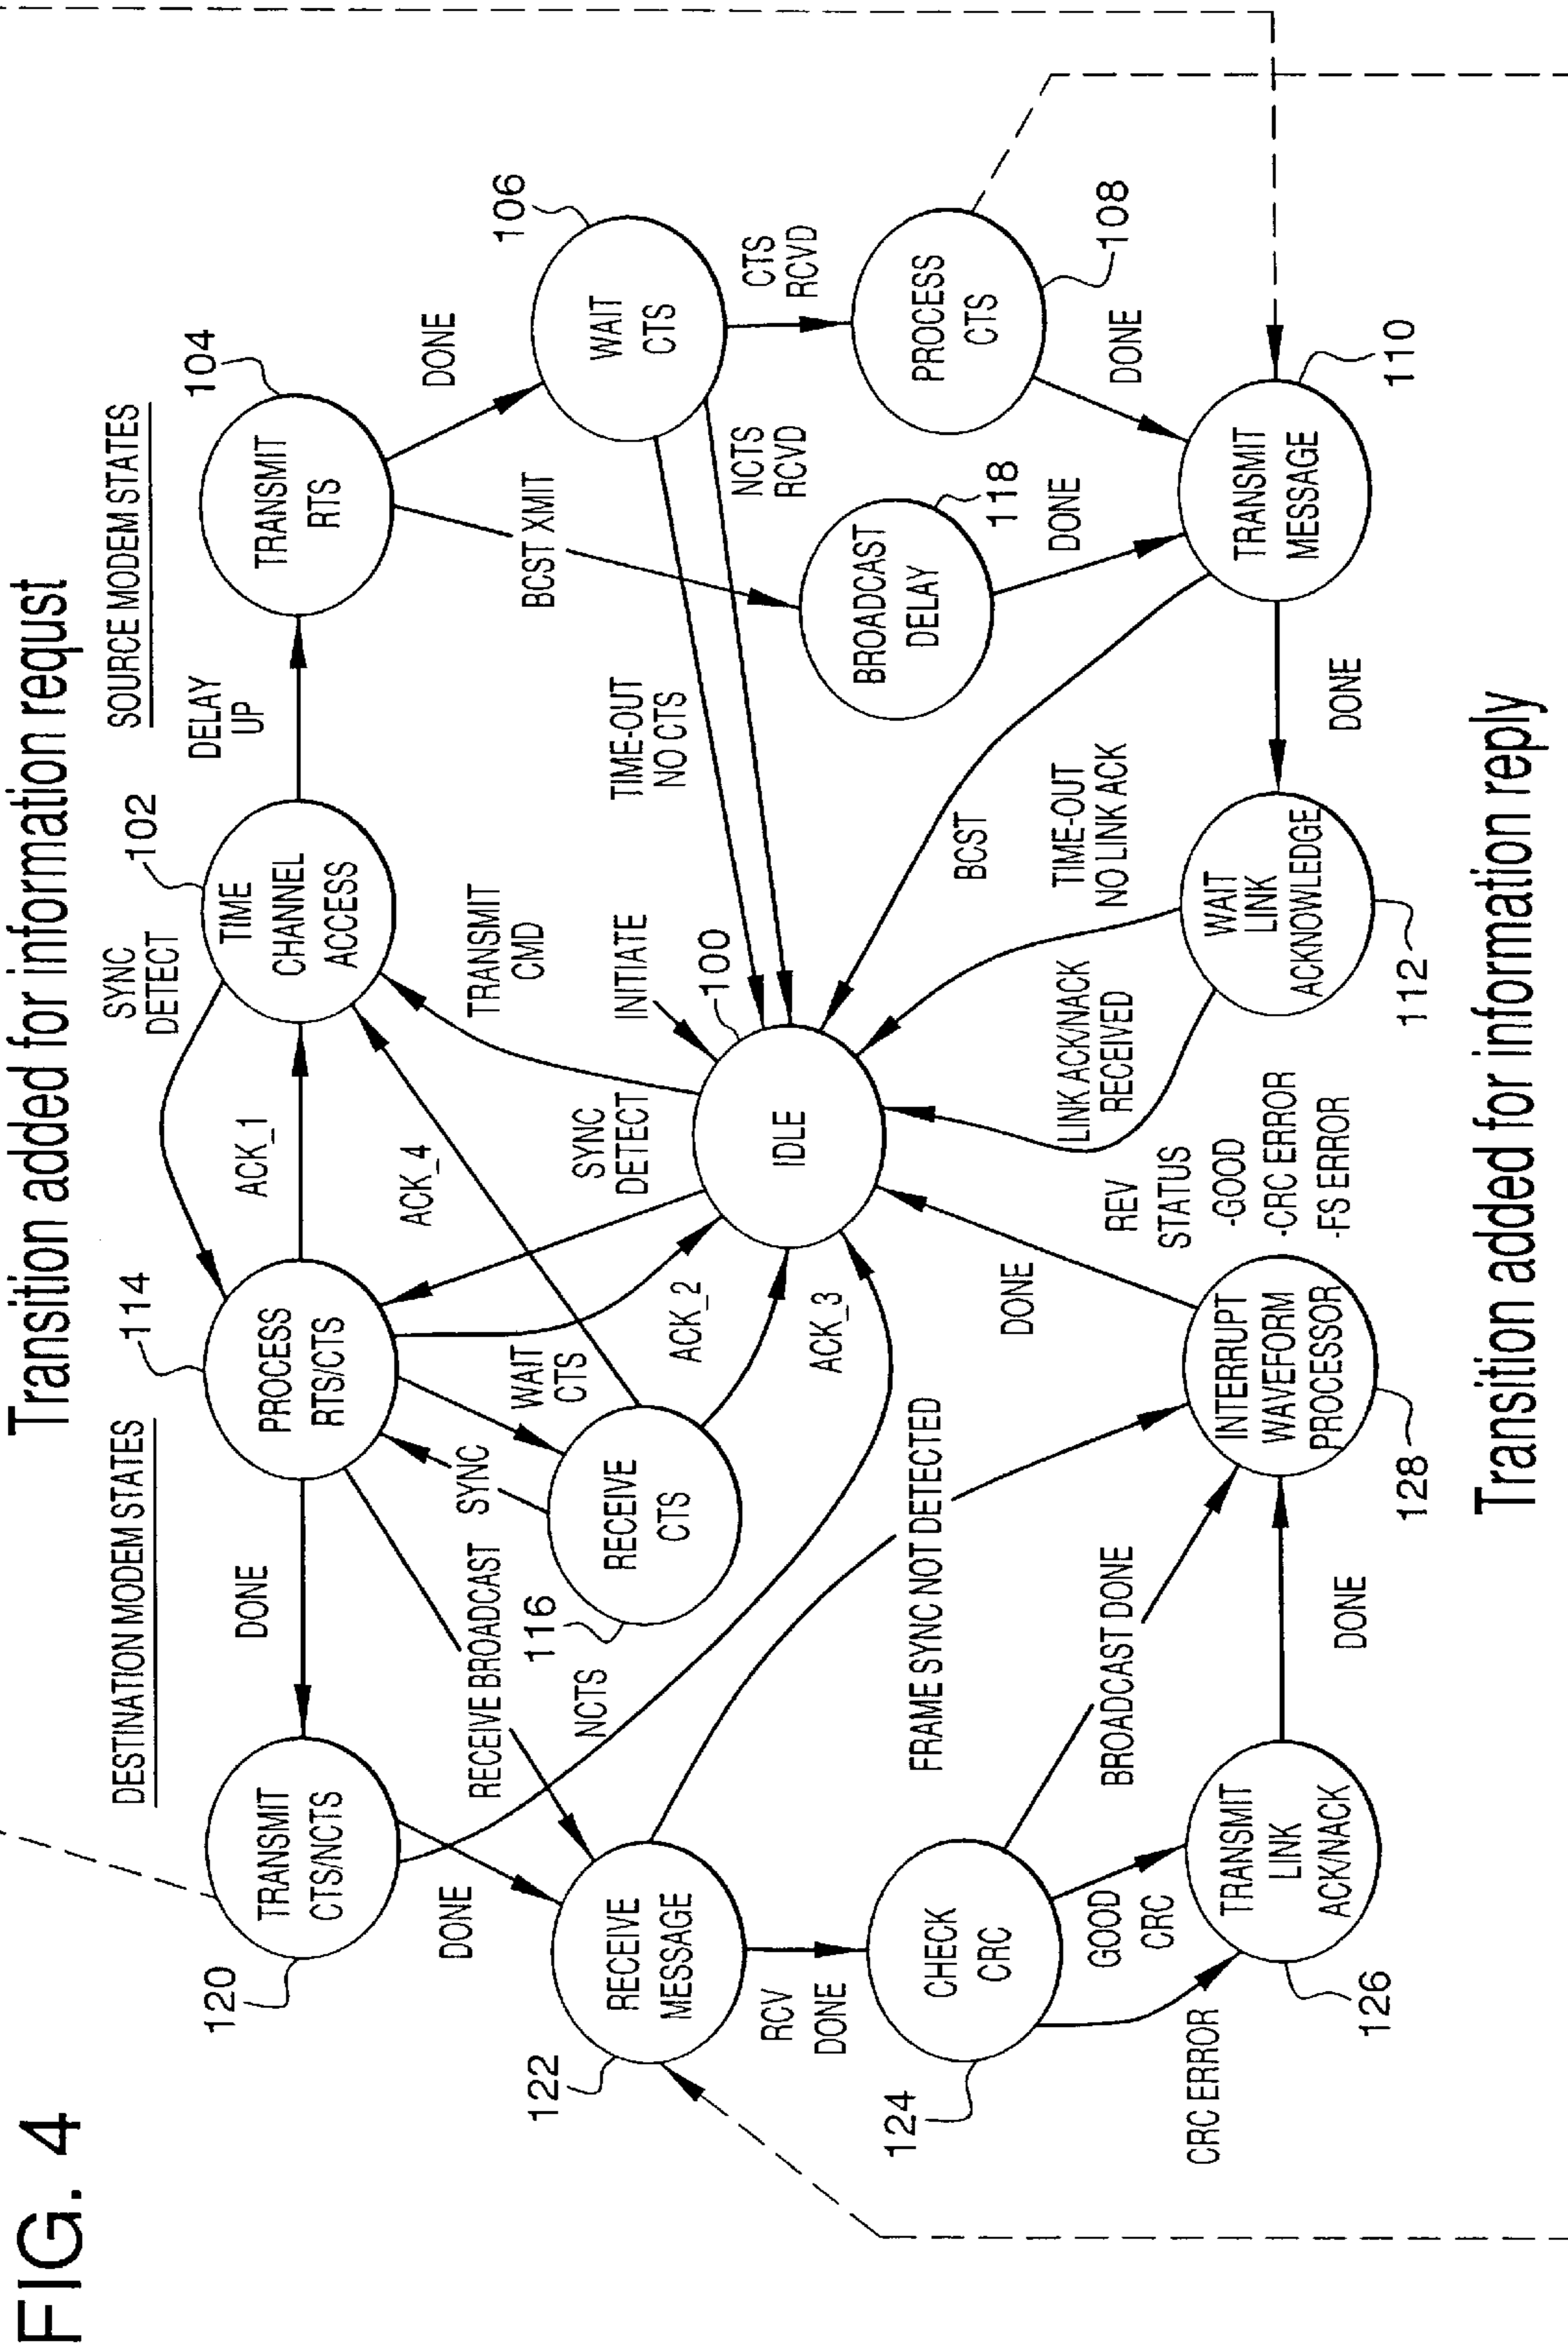 FIG. 4
Transition added for information requst
DESTINATION MODEM STATES
SOURCE MODEM STATES
120
TRANSMIT
CTS/NCTS
DONE
114
PROCESS
RTS/CTS
SYNC
DETECT
ACK_1
102
TIME
CHANNEL
ACCESS
DELAY
UP
104
TRANSMIT
RTS
DONE
BCST XMIT
106
WAIT
CTS
CTS
RCVD
NCTS
RCVD
TIME-OUT
NO CTS
PROCESS
CTS
108
DONE
BROADCAST
DELAY
118
DONE
TRANSMIT
MESSAGE
110
DONE
BCST
TIME-OUT
NO LINK ACK
WAIT
LINK
ACKNOWLEDGE
112
LINK ACK/NACK
RECEIVED
TRANSMIT
CMD
INITIATE
100
IDLE
SYNC
DETECT
ACK_4
ACK_2
ACK_3
WAIT
CTS
SYNC
RECEIVE
CTS
116
RECEIVE BROADCAST
NCTS
DONE
122
RECEIVE
MESSAGE
RCV
DONE
FRAME SYNC NOT DETECTED
124
CHECK
CRC
BROADCAST DONE
GOOD
CRC
CRC ERROR
TRANSMIT
LINK
ACK/NACK
126
DONE
INTERRUPT
WAVEFORM
PROCESSOR
128
DONE
REV
STATUS
-GOOD
-CRC ERROR
-FS ERROR
Transition added for information reply